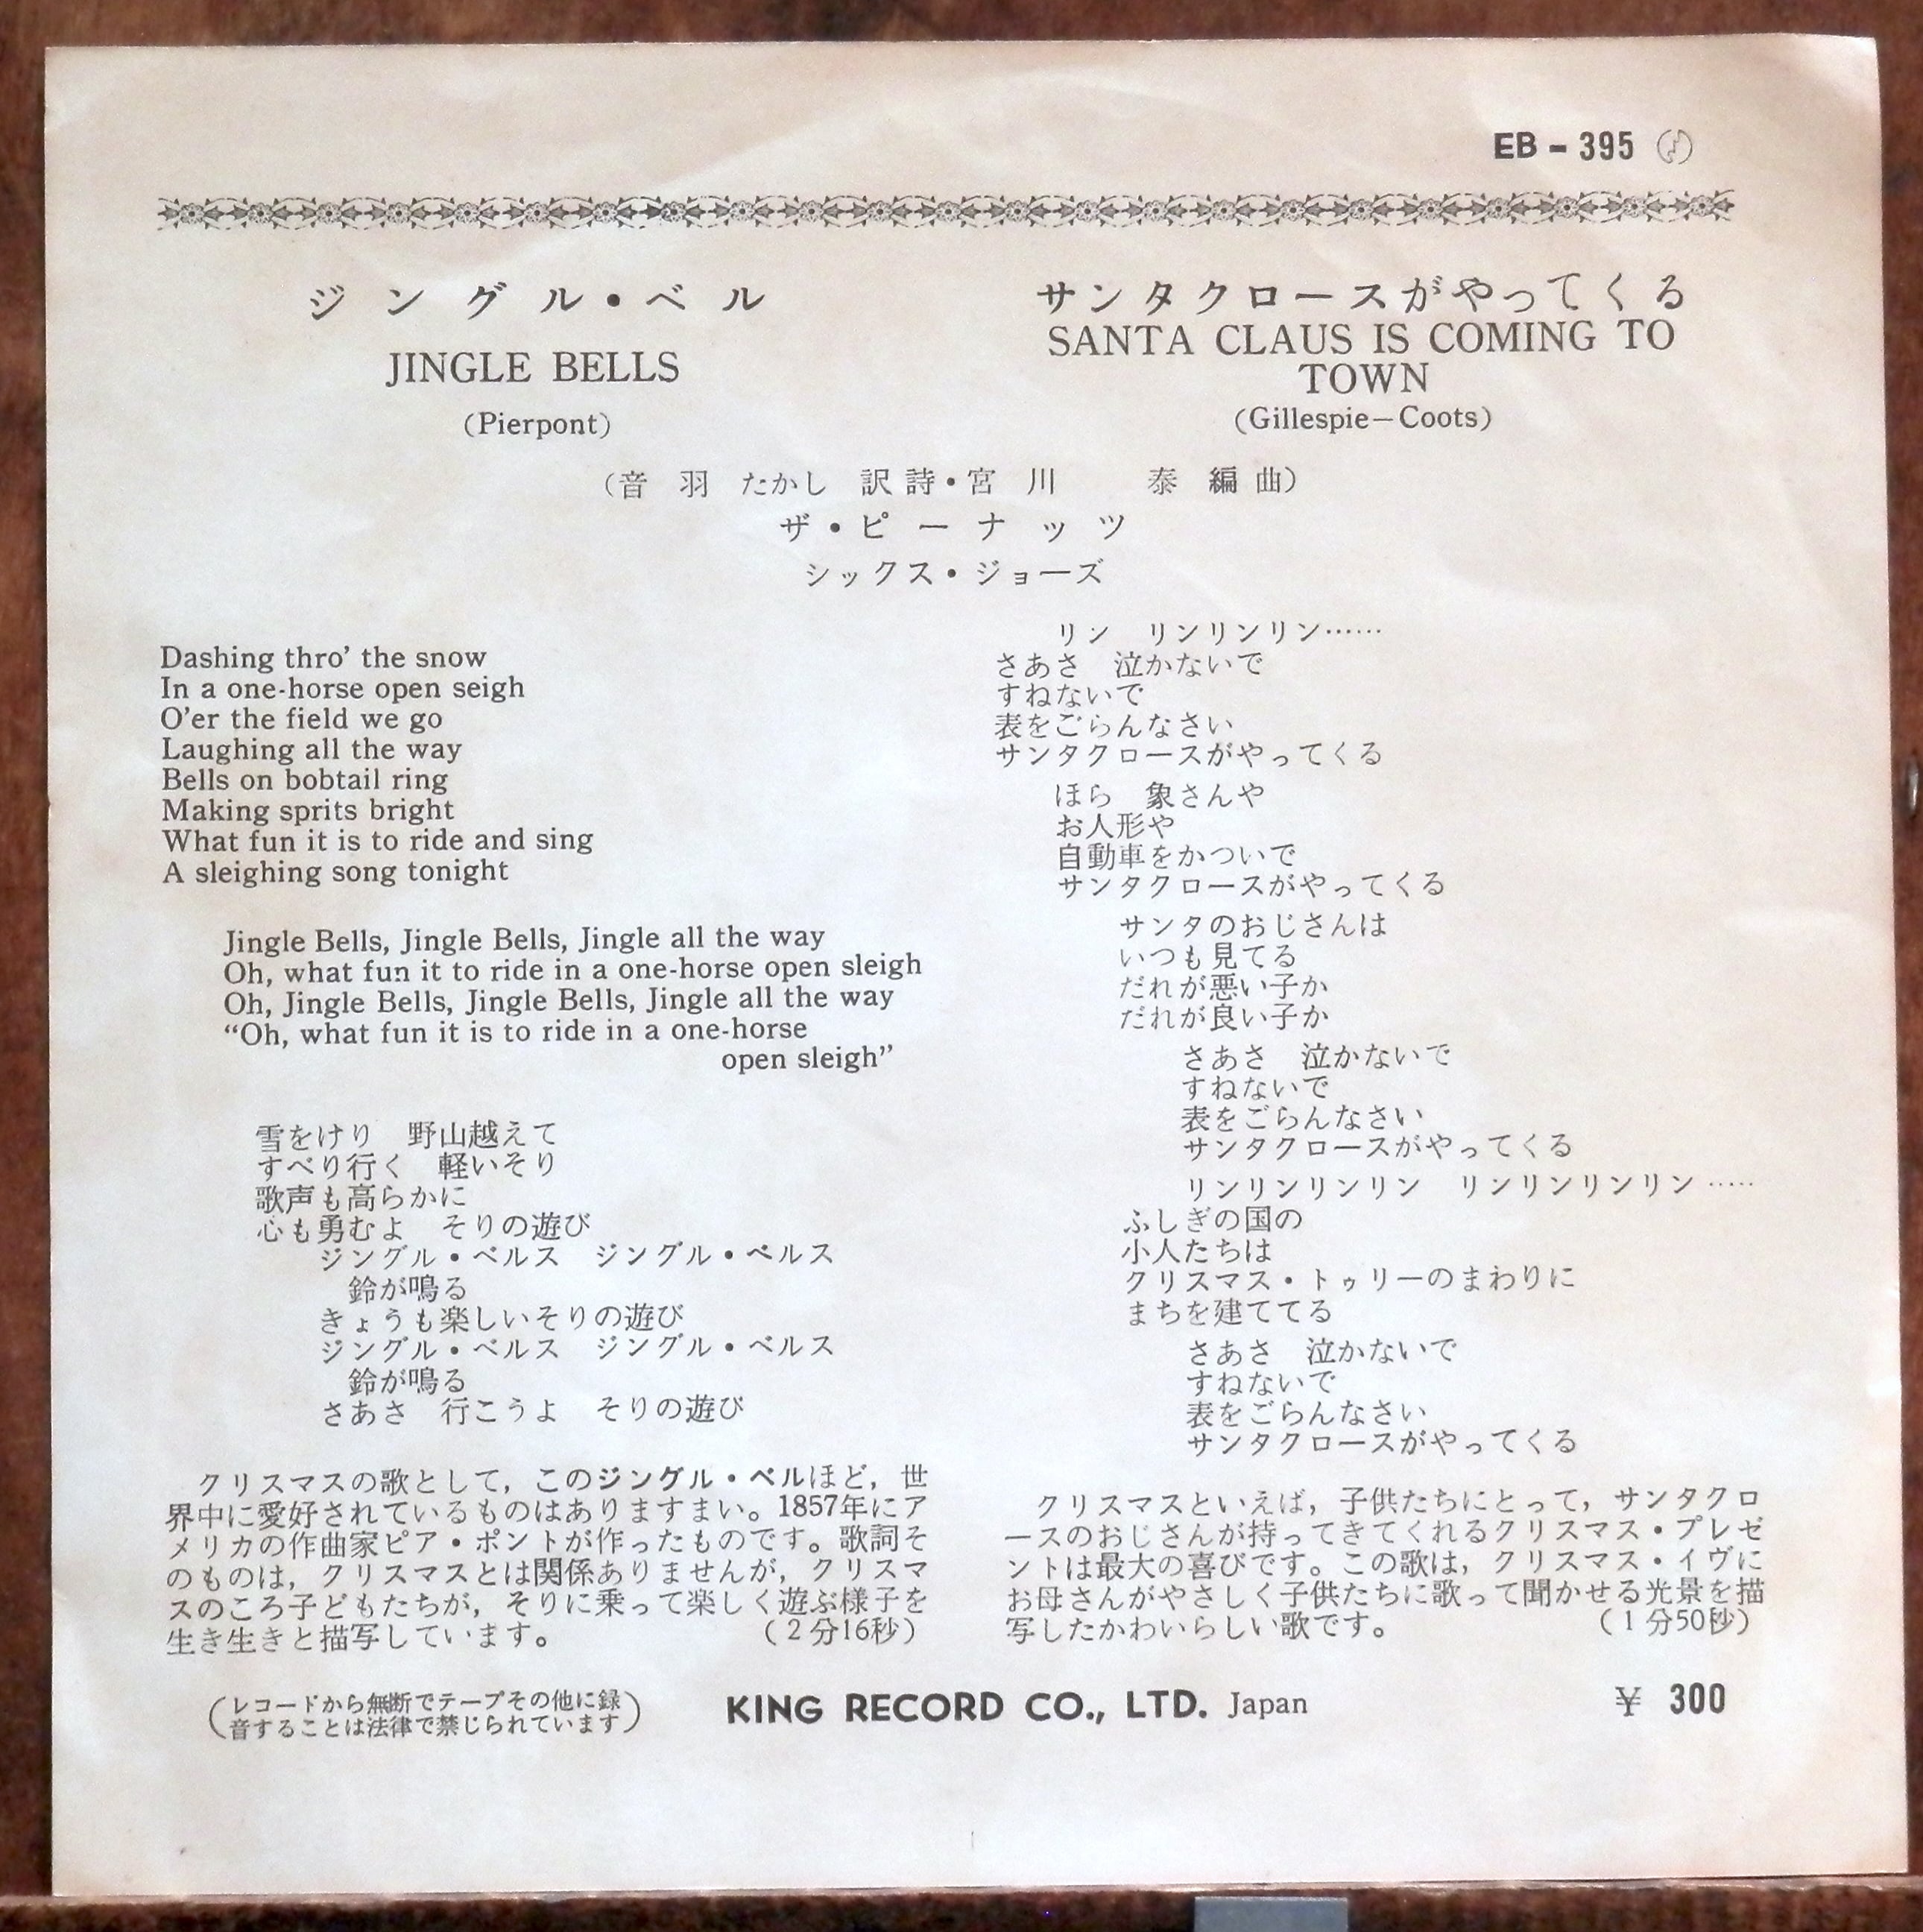 EB-395
ジングル・ベル
JINGLE BELLS
(Pierpont)
サンタクロースがやってくる
SANTA CLAUS IS COMING TO
TOWN
(Gillespie—Coots)
(音羽たかし 訳詩・宮川 泰 編曲)
ザ・ピーナッツ
シックス・ジョーズ
Dashing thro' the snow
In a one-horse open seigh
O'er the field we go
Laughing all the way
Bells on bobtail ring
Making sprits bright
What fun it is to ride and sing
A sleighing song tonight
Jingle Bells, Jingle Bells, Jingle all the way
Oh, what fun it to ride in a one-horse open sleigh
Oh, Jingle Bells, Jingle Bells, Jingle all the way
“Oh, what fun it is to ride in a one-horse
open sleigh”
雪をけり 野山越えて
すべり行く 軽いそり
歌声も高らかに
心も勇むよ そりの遊び
ジングル・ベルス ジングル・ベルス
鈴が鳴る
きょうも楽しいそりの遊び
ジングル・ベルス ジングル・ベルス
鈴が鳴る
さあさ 行こうよ そりの遊び
クリスマスの歌として，このジングル・ベルほど，世
界中に愛好されているものはありますまい。1857年にア
メリカの作曲家ピア・ポントが作ったものです。歌詞そ
のものは，クリスマスとは関係ありませんが，クリスマ
スのころ子どもたちが，そりに乗って楽しく遊ぶ様子を
生き生きと描写しています。 (2分16秒)
リン リンリンリン……
さあさ 泣かないで
すねないで
表をごらんなさい
サンタクロースがやってくる
ほら 象さんや
お人形や
自動車をかついで
サンタクロースがやってくる
サンタのおじさんは
いつも見てる
だれが悪い子か
だれが良い子か
さあさ 泣かないで
すねないで
表をごらんなさい
サンタクロースがやってくる
リンリンリンリン リンリンリンリン……
ふしぎの国の
小人たちは
クリスマス・トゥリーのまわりに
まちを建ててる
さあさ 泣かないで
すねないで
表をごらんなさい
サンタクロースがやってくる
クリスマスといえば，子供たちにとって，サンタクロ
ースのおじさんが持ってきてくれるクリスマス・プレゼ
ントは最大の喜びです。この歌は，クリスマス・イヴに
お母さんがやさしく子供たちに歌って聞かせる光景を描
写したかわいらしい歌です。 (1分50秒)
(レコードから無断でテープその他に録
音することは法律で禁じられています)
KING RECORD CO., LTD. Japan
￥ 300